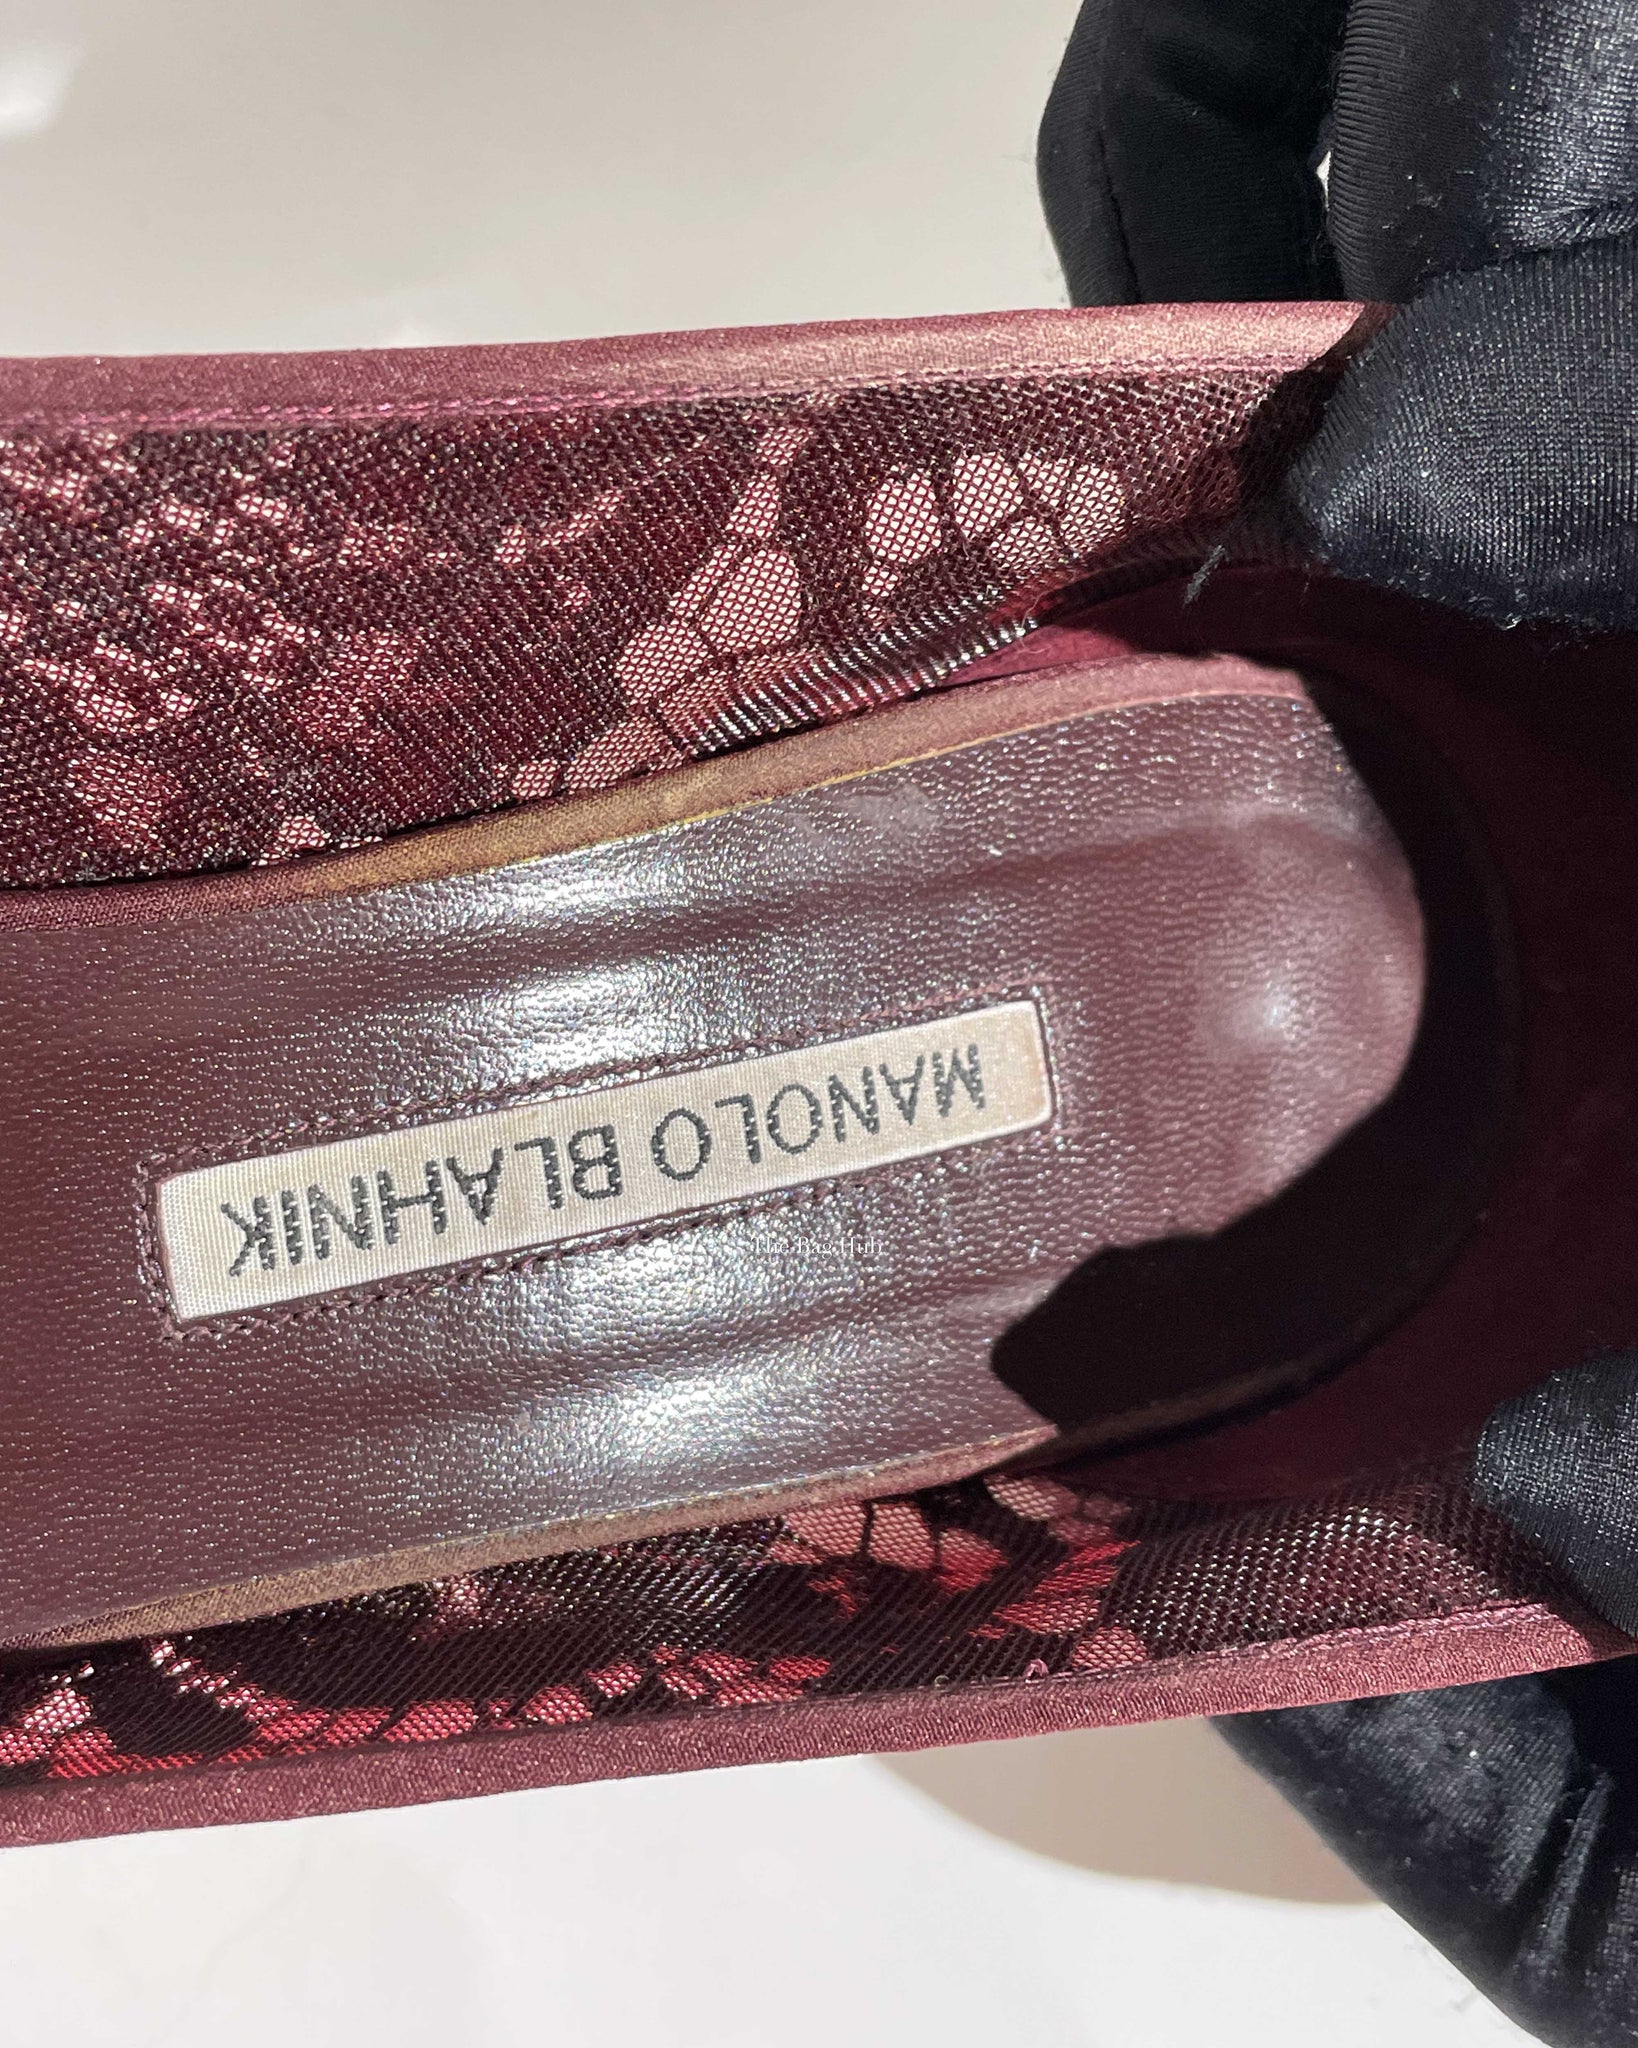 MANOLO BLAHNIK
The Bag Hub